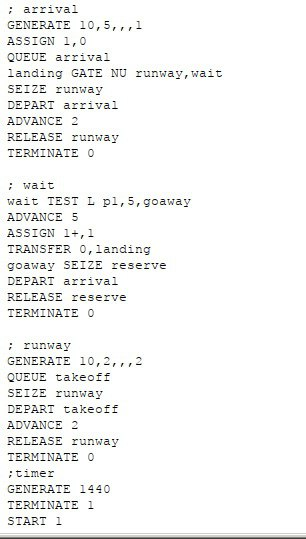 ; arrival
GENERATE 10,5,,,1
ASSIGN 1,0
QUEUE arrival
landing GATE NU runway,wait
SEIZE runway
DEPART arrival
ADVANCE 2
RELEASE runway
TERMINATE 0

; wait
wait TEST L p1,5,goaway
ADVANCE 5
ASSIGN 1+,1
TRANSFER 0,landing
goaway SEIZE reserve
DEPART arrival
RELEASE reserve
TERMINATE 0

; runway
GENERATE 10,2,,,2
QUEUE takeoff
SEIZE runway
DEPART takeoff
ADVANCE 2
RELEASE runway
TERMINATE 0
;timer
GENERATE 1440
TERMINATE 1
START 1